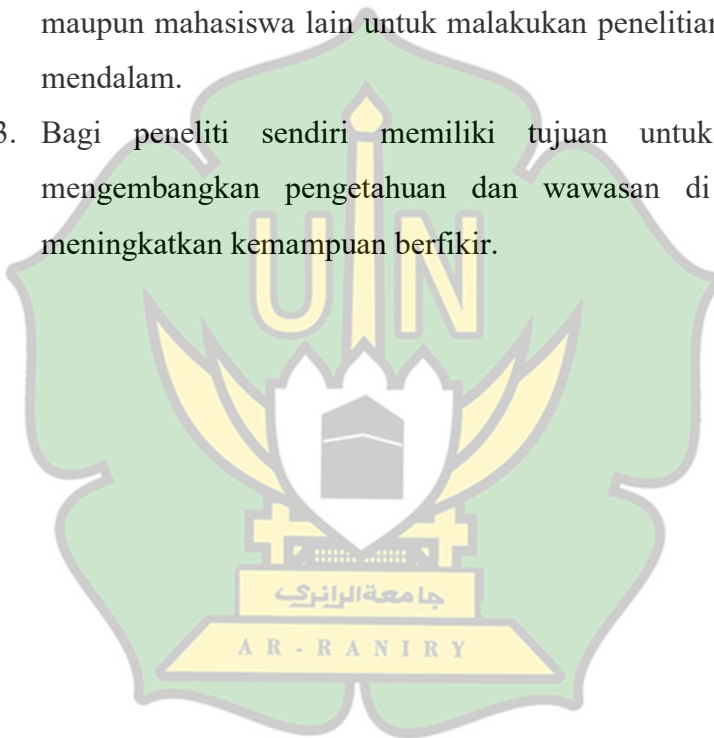 maupun mahasiswa lain untuk malakukan penelitian
mendalam.
3. Bagi peneliti sendiri memiliki tujuan untuk
mengembangkan pengetahuan dan wawasan di
meningkatkan kemampuan berfikir.
UIN
جامعة الرانري
AR-RANIRY